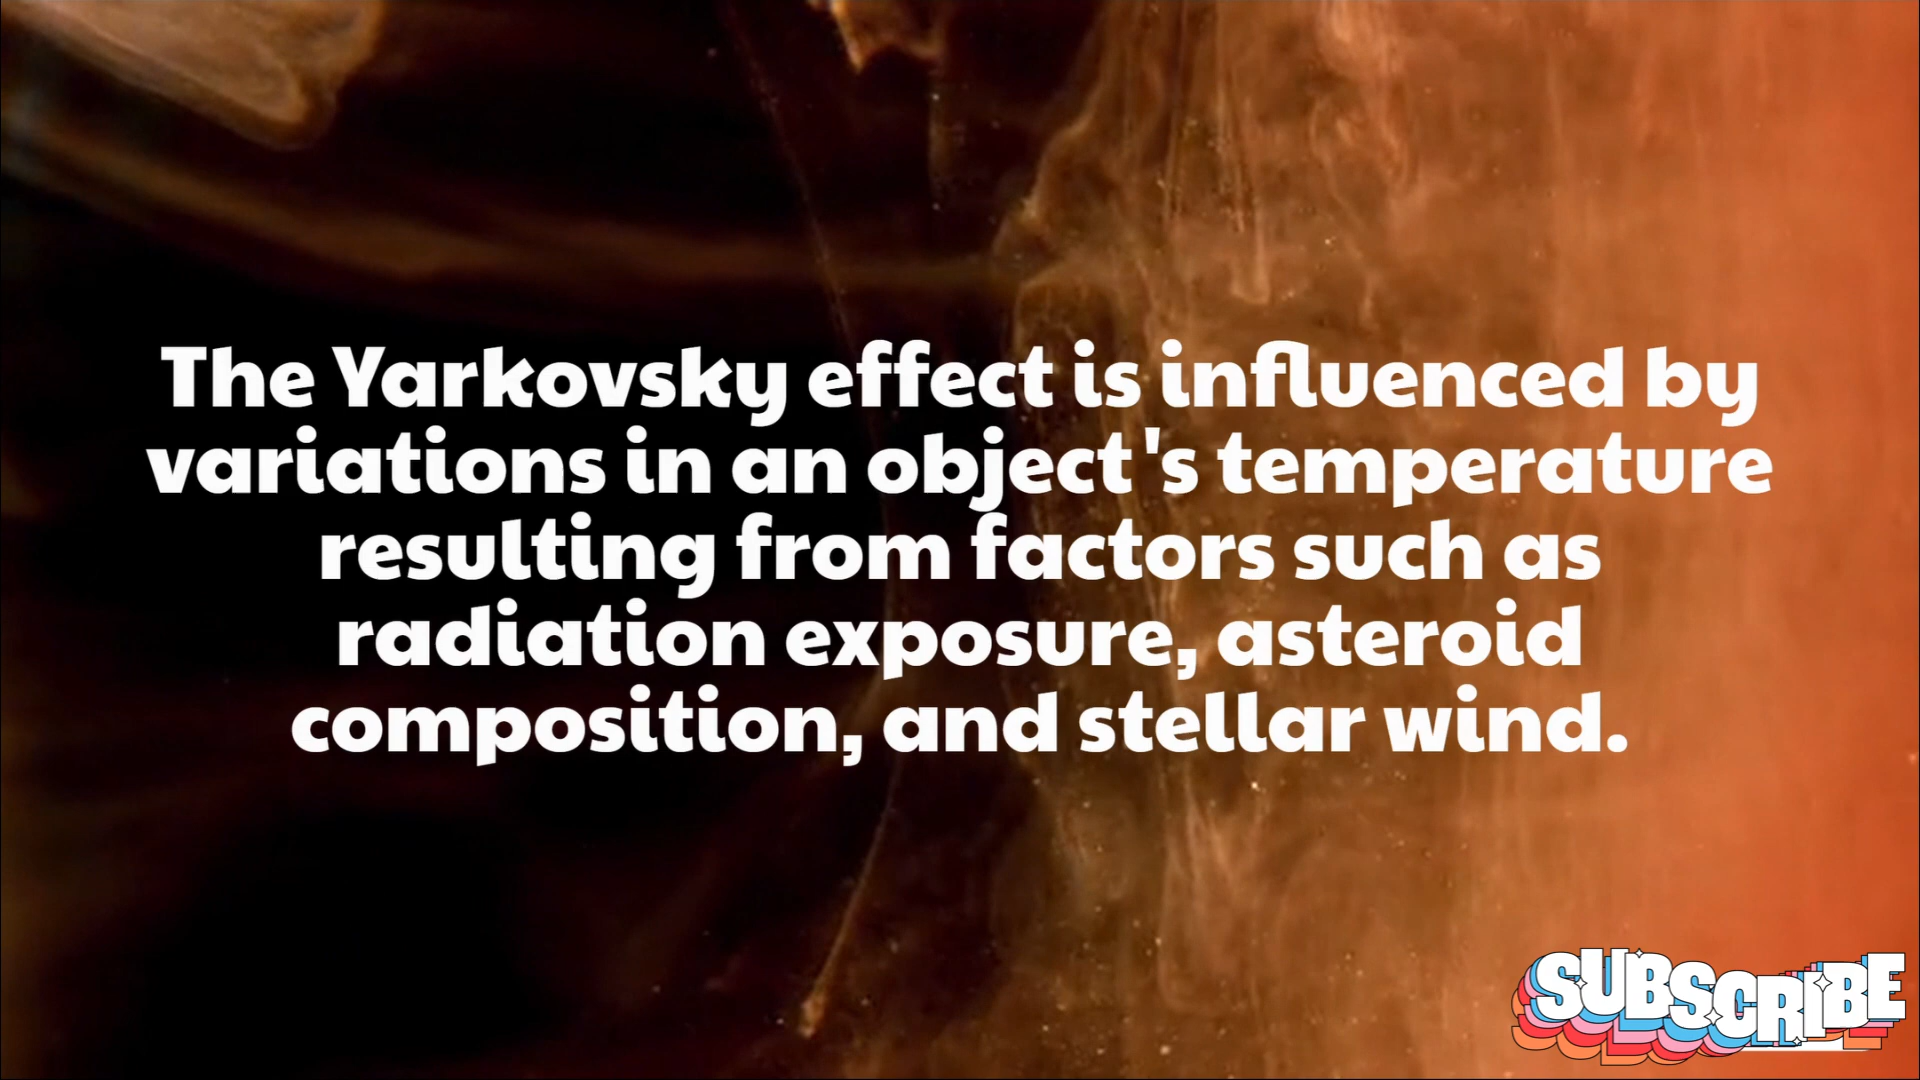 The Yarkovsky effect is influenced by
variations in an object's temperature
resulting from factors such as
radiation exposure, asteroid
composition, and stellar wind.
SUBSCRIBE